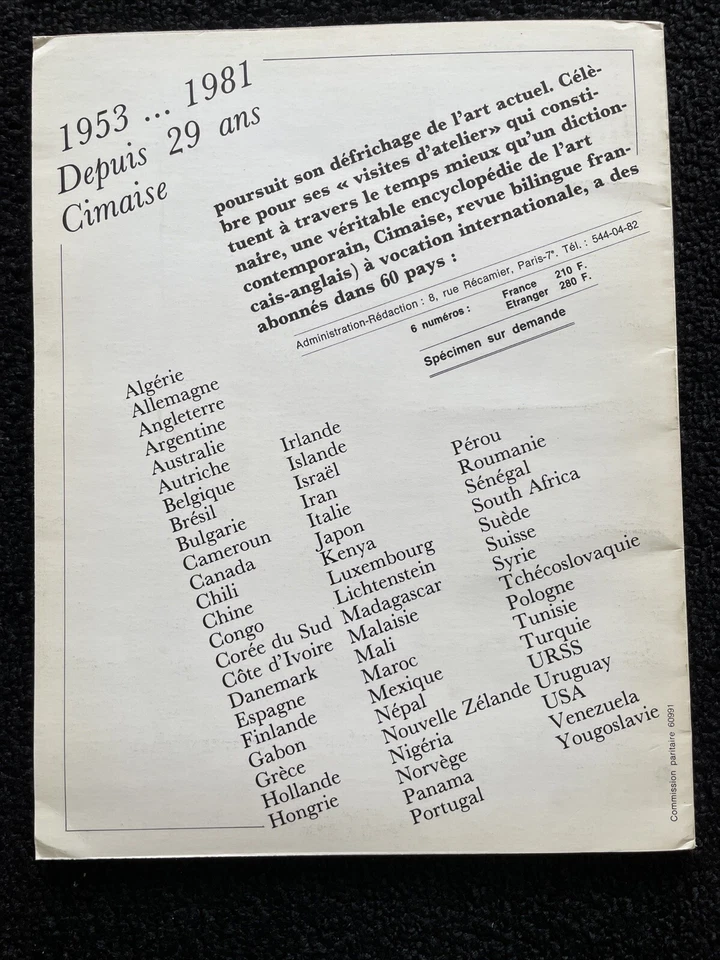 1953 ... 1981
Depuis 29 ans
Cimaise
poursuit son défrichage de l'art actuel. Célè-
bre pour ses « visites d'atelier» qui consti-
tuent à travers le temps mieux qu'un diction-
naire, une véritable encyclopédie de l'art
contemporain, Cimaise, revue bilingue fran-
cais-anglais) à vocation internationale, a des
abonnés dans 60 pays :
Administration-Rédaction : 8, rue Récamier, Paris-7e. Tél. : 544-04-82
6 numéros : France 210 F.
Etranger 280 F.
Spécimen sur demande
Algérie
Allemagne
Angleterre
Argentine
Australie
Autriche
Belgique
Brésil
Bulgarie
Cameroun
Canada
Chili
Chine
Congo
Corée du Sud
Côte d'Ivoire
Danemark
Espagne
Finlande
Gabon
Grèce
Hollande
Hongrie
Irlande
Islande
Israël
Iran
Italie
Japon
Kenya
Luxembourg
Lichtenstein
Madagascar
Malaisie
Mali
Maroc
Mexique
Népal
Nouvelle Zélande
Nigéria
Norvège
Panama
Portugal
Pérou
Roumanie
Sénégal
South Africa
Suède
Suisse
Syrie
Tchécoslovaquie
Pologne
Tunisie
Turquie
URSS
Uruguay
USA
Venezuela
Yougoslavie
Commission paritaire 60991